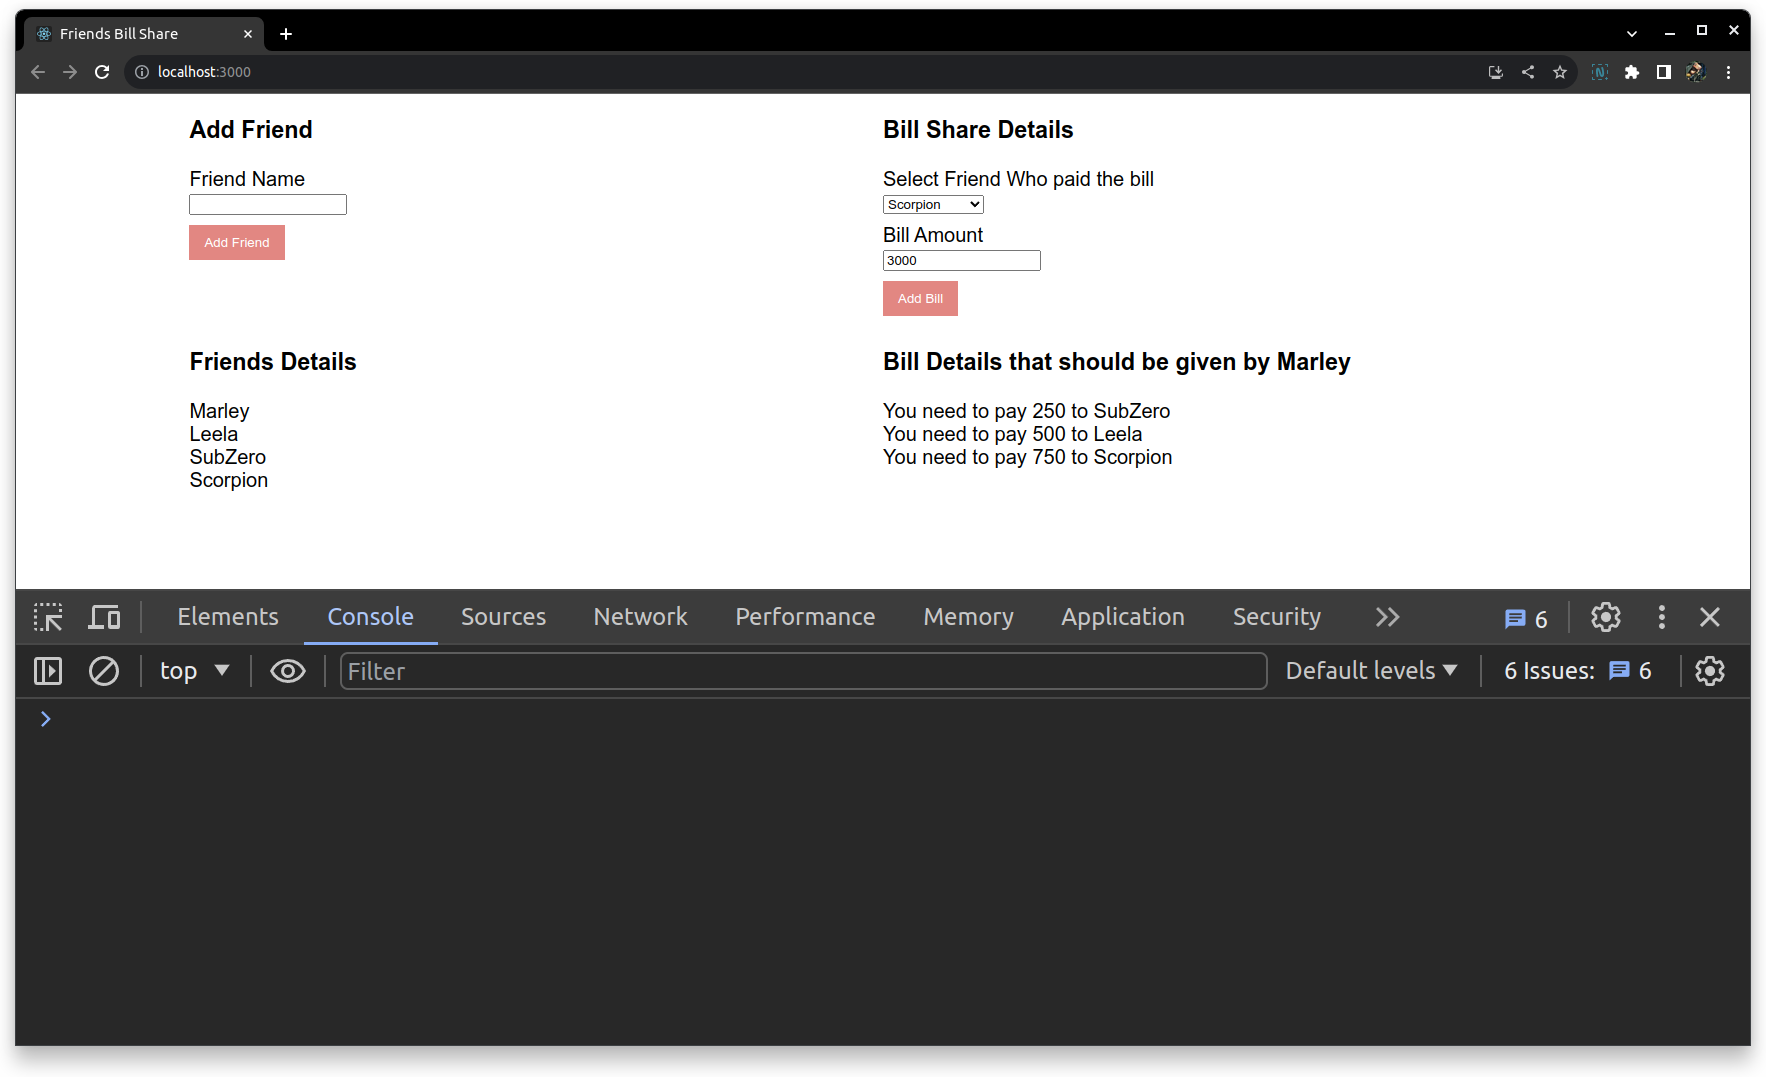 Friends Bill Share
localhost:3000
Add Friend
Friend Name
Add Friend
Bill Share Details
Select Friend Who paid the bill
Scorpion
Bill Amount
3000
Add Bill
Friends Details
Marley
Leela
SubZero
Scorpion
Bill Details that should be given by Marley
You need to pay 250 to SubZero
You need to pay 500 to Leela
You need to pay 750 to Scorpion
Elements Console Sources Network Performance Memory Application Security 6
top Filter Default levels 6 Issues: 6